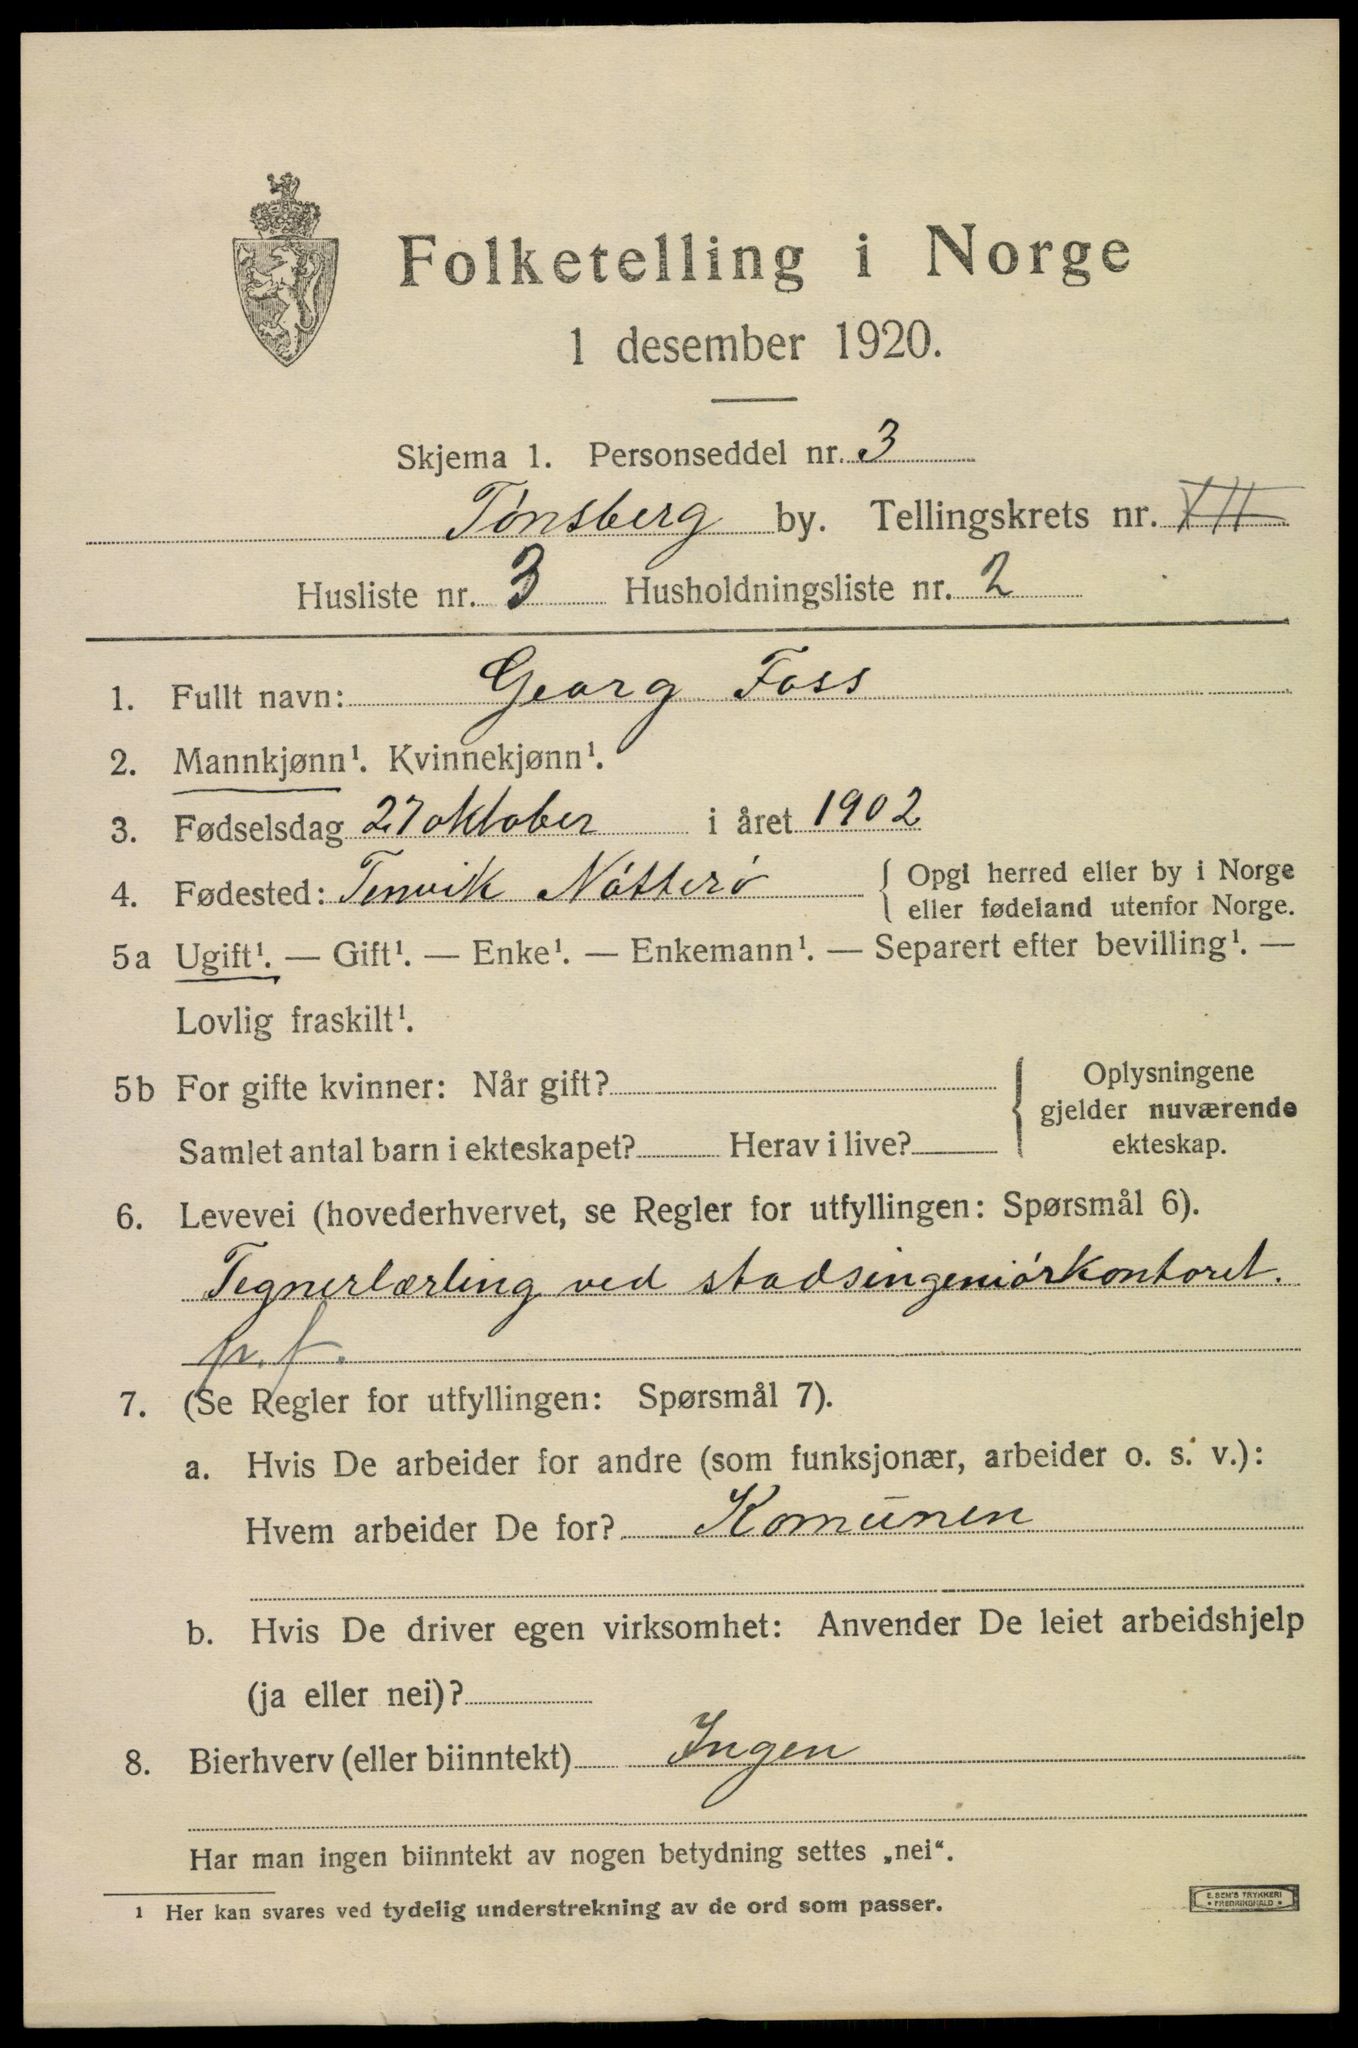 Folketelling i Norge
1 desember 1920.
Skjema 1. Personseddel nr. 3
Tønsberg by. Tellingskrets nr. XII
Husliste nr. 3 Husholdningsliste nr. 2
1. Fullt navn: Georg Foss
2. Mannkjønn¹. Kvinnekjønn¹.
3. Fødselsdag 27 oktober i året 1902
4. Fødested: Tenvik Nøtterø { Opgi herred eller by i Norge
eller fødeland utenfor Norge.
5a Ugift¹. — Gift¹. — Enke¹. — Enkemann¹. — Separert efter bevilling¹. —
Lovlig fraskilt¹.
5b For gifte kvinner: Når gift?
Samlet antal barn i ekteskapet? Herav i live?
{ Oplysningene
gjelder nuværende
ekteskap.
6. Levevei (hovederhvervet, se Regler for utfyllingen: Spørsmål 6).
Tegnerlærling ved stadsingeniørkontoret.
p. f.
7. (Se Regler for utfyllingen: Spørsmål 7).
a. Hvis De arbeider for andre (som funksjonær, arbeider o. s. v.):
Hvem arbeider De for? Komūnen
b. Hvis De driver egen virksomhet: Anvender De leiet arbeidshjelp
(ja eller nei)?
8. Bierhverv (eller biinntekt) Ingen
Har man ingen biinntekt av nogen betydning settes „nei“.
¹ Her kan svares ved tydelig understrekning av de ord som passer.
E. SEM'S TRYKKERI
• FREDRIKSHALD •